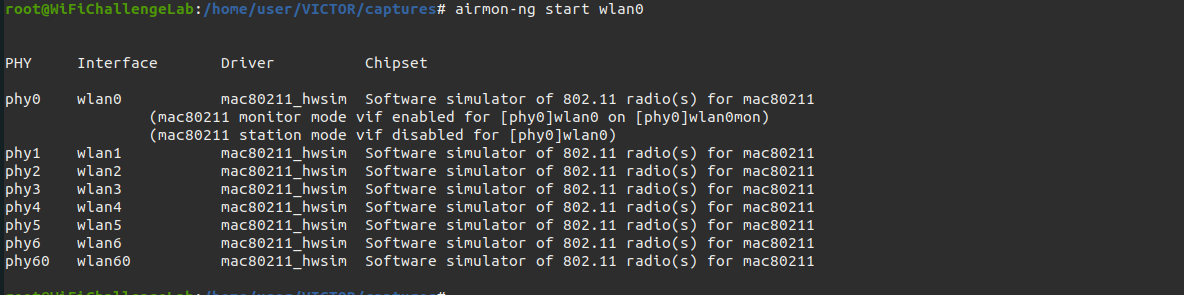 root@WiFiChallengeLab:/home/user/VICTOR/captures# airmon-ng start wlan0
PHY Interface Driver Chipset
phy0 wlan0 mac80211_hwsim Software simulator of 802.11 radio(s) for mac80211
(mac80211 monitor mode vif enabled for [phy0]wlan0 on [phy0]wlan0mon)
(mac80211 station mode vif disabled for [phy0]wlan0)
phy1 wlan1 mac80211_hwsim Software simulator of 802.11 radio(s) for mac80211
phy2 wlan2 mac80211_hwsim Software simulator of 802.11 radio(s) for mac80211
phy3 wlan3 mac80211_hwsim Software simulator of 802.11 radio(s) for mac80211
phy4 wlan4 mac80211_hwsim Software simulator of 802.11 radio(s) for mac80211
phy5 wlan5 mac80211_hwsim Software simulator of 802.11 radio(s) for mac80211
phy6 wlan6 mac80211_hwsim Software simulator of 802.11 radio(s) for mac80211
phy60 wlan60 mac80211_hwsim Software simulator of 802.11 radio(s) for mac80211
root@WiFiChallengeLab:/home/user/VICTOR/captures#